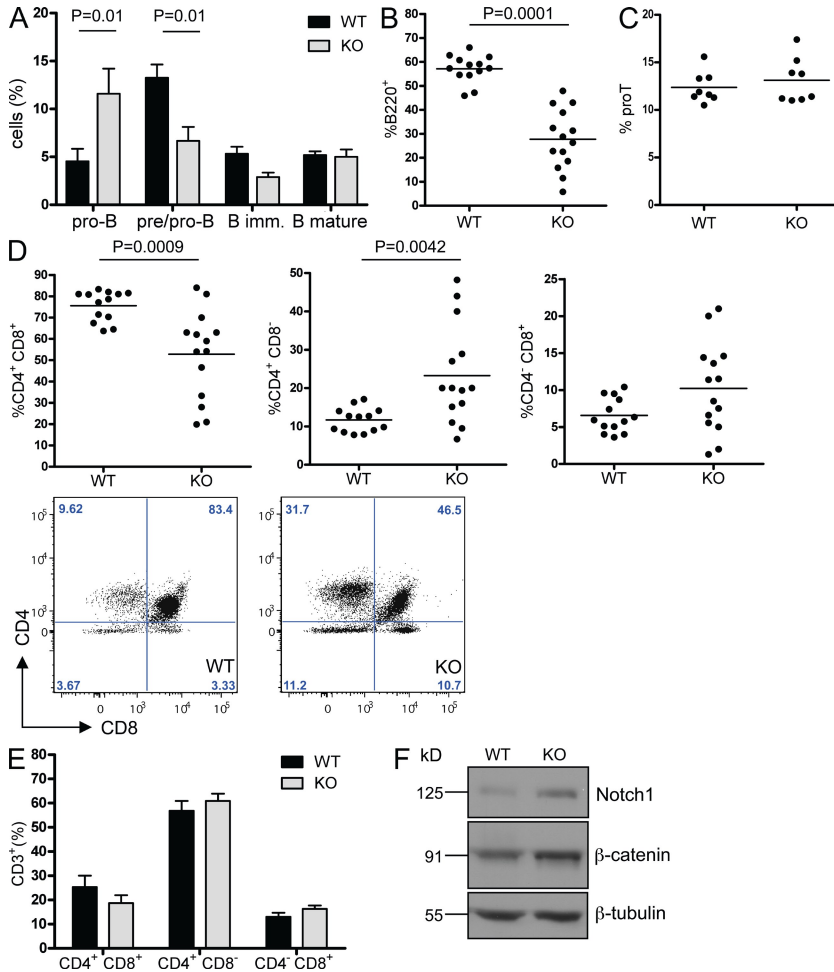 A
P=0.01 P=0.01
WT
KO
cells (%)
20
15
10
5
0
pro-B pre/pro-B B imm. B mature
B
P=0.0001
%B220⁺
80
70
60
50
40
30
20
10
0
WT KO
C
% proT
20
15
10
5
0
WT KO
D
P=0.0009
%CD4⁺ CD8⁺
90
80
70
60
50
40
30
20
10
0
WT KO
P=0.0042
%CD4⁺ CD8⁻
50
40
30
20
10
0
WT KO
%CD4⁻ CD8⁺
25
20
15
10
5
0
WT KO
9.62 83.4
10⁵
10⁴
10³
0
WT
3.67 3.33
0 10³ 10⁴ 10⁵
CD4
CD8
31.7 46.5
10⁵
10⁴
10³
0
KO
11.2 10.7
0 10³ 10⁴ 10⁵
E
WT
KO
CD3⁺(%)
80
70
60
50
40
30
20
10
0
CD4⁺ CD8⁺ CD4⁺ CD8⁻ CD4⁻ CD8⁺
F
kD WT KO
125 Notch1
91 β-catenin
55 β-tubulin